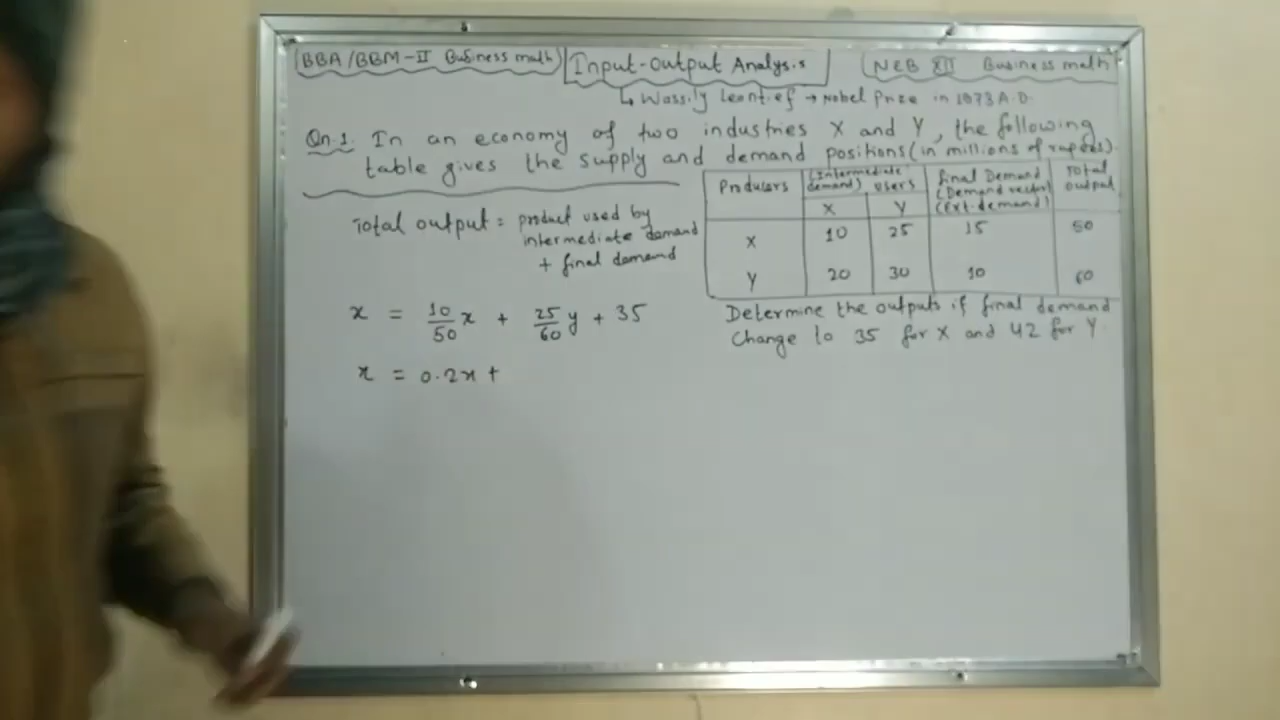 BBA/BBM-II Business math
Input-Output Analysis
NEB XII Business math
↳ Wassily Leontief → Nobel Prize in 1973 A.D.
Qn.1. In an economy of two industries X and Y, the following
table gives the supply and demand positions (in millions of rupees).
Producers (Intermediate demand) Users Final Demand (Demand vector) (Ext. demand) Total output
X Y
X 10 25 15 50
Y 20 30 10 60
Determine the outputs if final demand
change to 35 for X and 42 for Y.
Total output = product used by
intermediate demand
+ final demand
x = 10/50 x + 25/60 y + 35
x = 0.2x +